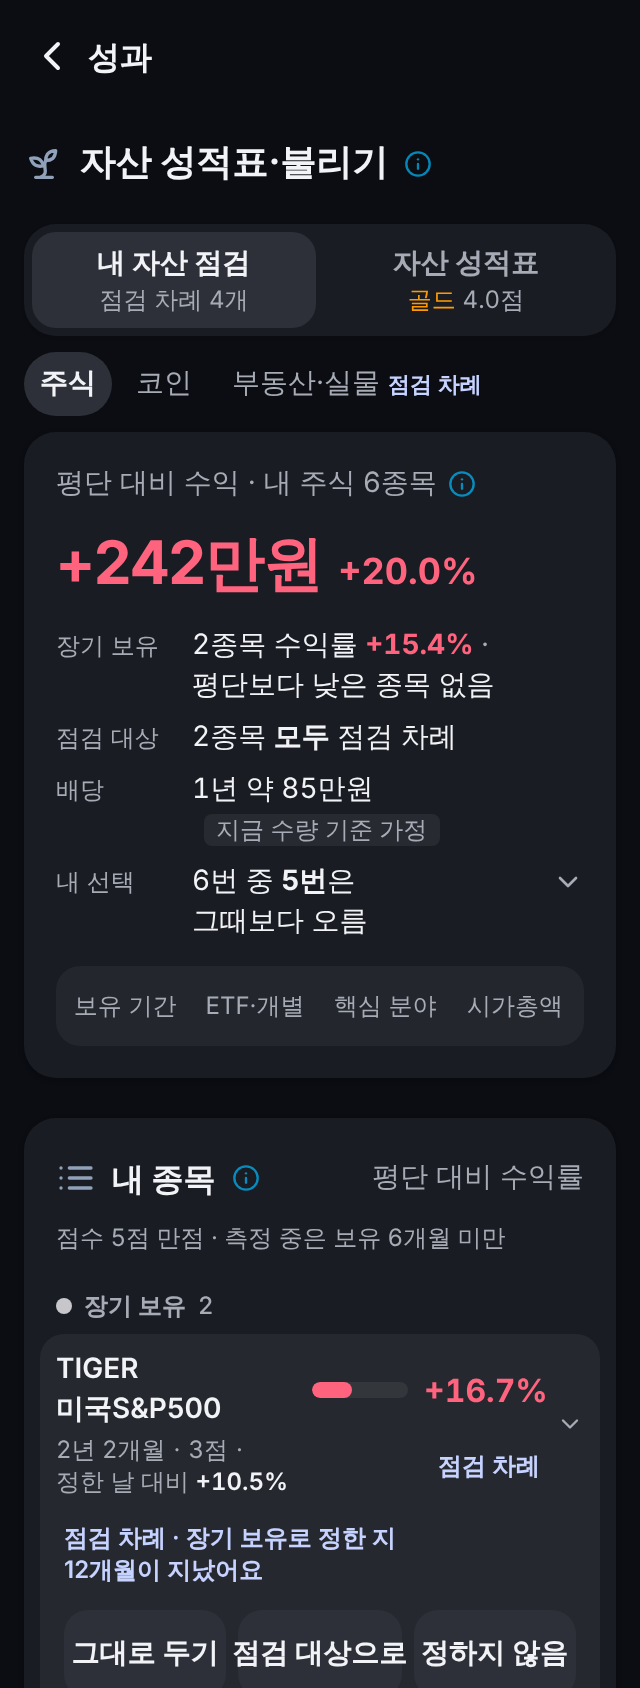 성과
자산 성적표·불리기
내 자산 점검
점검 차례 4개
자산 성적표
골드 4.0점
주식
코인
부동산·실물 점검 차례
평단 대비 수익 · 내 주식 6종목
+242만원 +20.0%
장기 보유
2종목 수익률 +15.4% ·
평단보다 낮은 종목 없음
점검 대상
2종목 모두 점검 차례
배당
1년 약 85만원
지금 수량 기준 가정
내 선택
6번 중 5번은
그때보다 오름
보유 기간
ETF·개별
핵심 분야
시가총액
내 종목
평단 대비 수익률
점수 5점 만점 · 측정 중은 보유 6개월 미만
장기 보유 2
TIGER
미국S&P500
+16.7%
2년 2개월 · 3점 ·
정한 날 대비 +10.5%
점검 차례
점검 차례 · 장기 보유로 정한 지
12개월이 지났어요
그대로 두기
점검 대상으로
정하지 않음